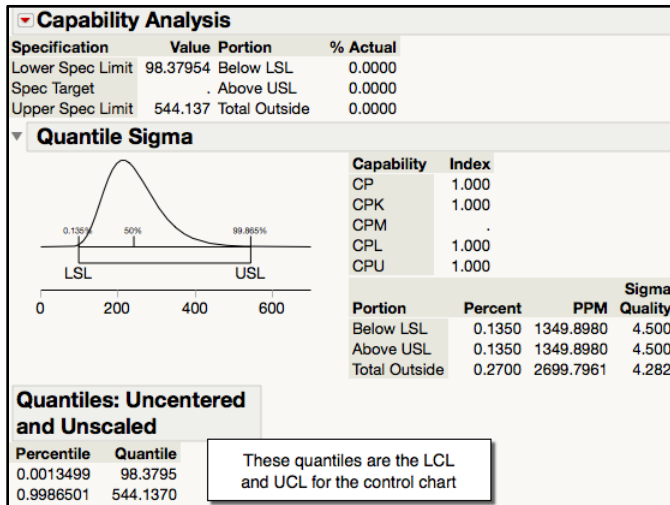 Capability Analysis
Specification Value Portion % Actual
Lower Spec Limit 98.37954 Below LSL 0.0000
Spec Target . Above USL 0.0000
Upper Spec Limit 544.137 Total Outside 0.0000
Quantile Sigma
0.135% 50% 99.865%
LSL USL
0 200 400 600
Capability Index
CP 1.000
CPK 1.000
CPM .
CPL 1.000
CPU 1.000
Sigma
Portion Percent PPM Quality
Below LSL 0.1350 1349.8980 4.500
Above USL 0.1350 1349.8980 4.500
Total Outside 0.2700 2699.7961 4.282
Quantiles: Uncentered
and Unscaled
Percentile Quantile
0.0013499 98.3795
0.9986501 544.1370
These quantiles are the LCL
and UCL for the control chart